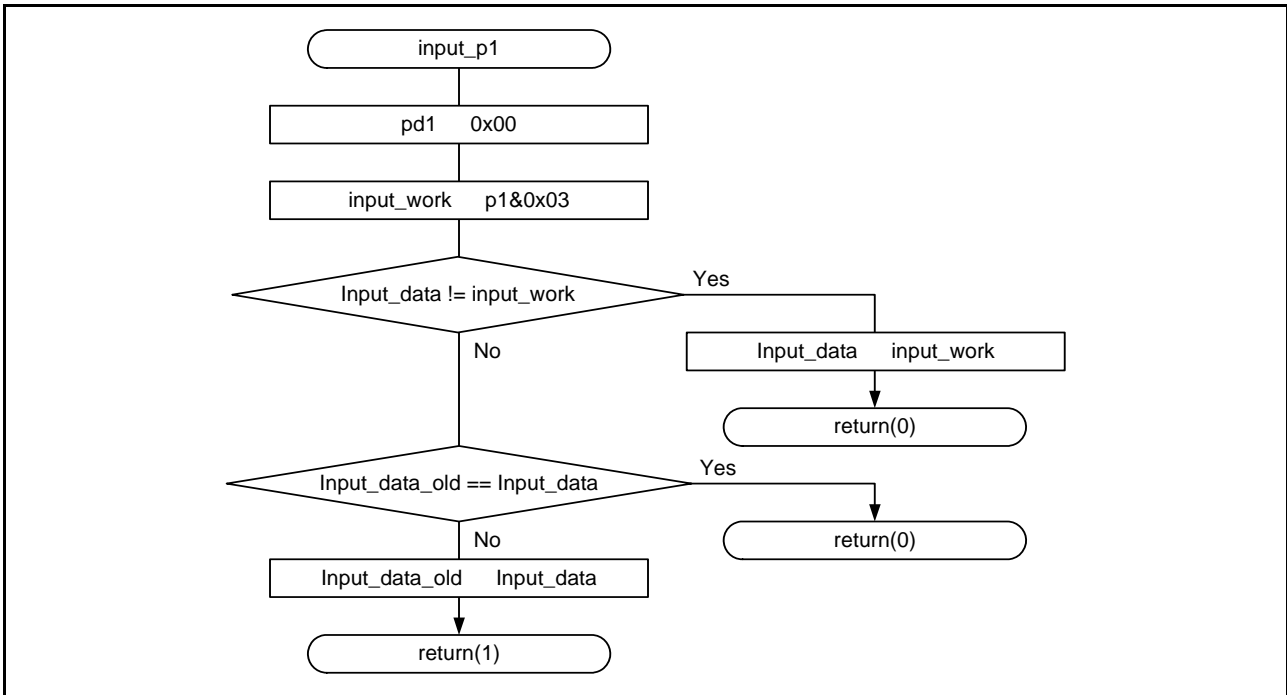 input_p1
pd1 0x00
input_work p1&0x03
Input_data != input_work
Yes
No
Input_data input_work
return(0)
Input_data_old == Input_data
Yes
return(0)
No
Input_data_old Input_data
return(1)